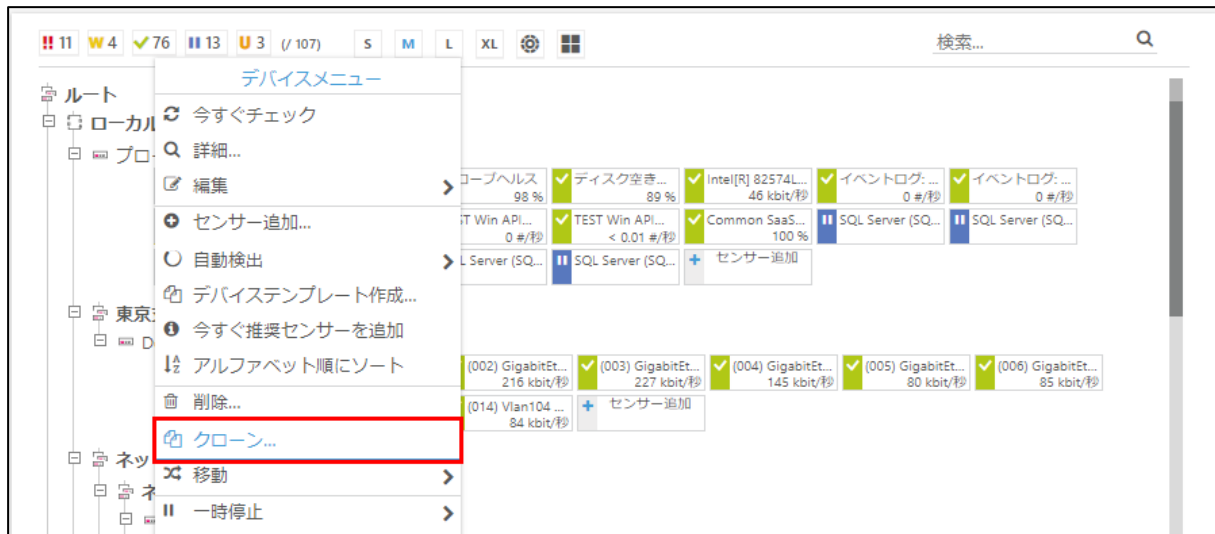 !! 11 W 4 76 13 U 3 (/ 107) S M L XL 検索...
デバイスメニュー
ルート
今すぐチェック
ローカル
詳細...
プロー
編集
ローブヘルス ディスク空き... Intel[R] 82574L... イベントログ: ... イベントログ: ...
98 % 89 % 46 kbit/秒 0 #/秒 0 #/秒
センサー追加...
ST Win API... TEST Win API... Common SaaS... SQL Server (SQ... SQL Server (SQ...
0 #/秒 < 0.01 #/秒 100 %
自動検出
L Server (SQ... SQL Server (SQ... センサー追加
デバイステンプレート作成...
東京
今すぐ推奨センサーを追加
D
アルファベット順にソート
(002) GigabitEt... (003) GigabitEt... (004) GigabitEt... (005) GigabitEt... (006) GigabitEt...
216 kbit/秒 227 kbit/秒 145 kbit/秒 80 kbit/秒 85 kbit/秒
削除...
(014) Vlan104 ... センサー追加
84 kbit/秒
クローン...
ネッ
移動
ネ
一時停止